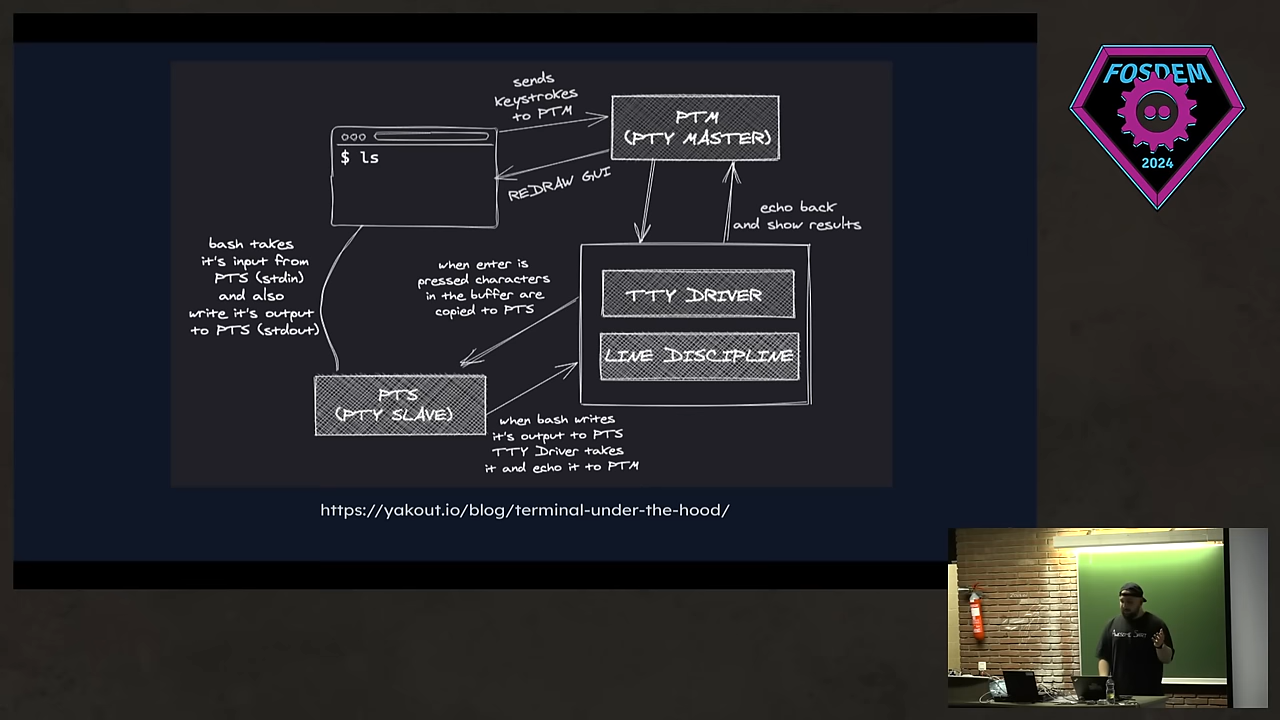 sends
keystrokes
to PTM
PTM
(PTY MASTER)
$ ls
REDRAW GUI
echo back
and show results
bash takes
it's input from
PTS (stdin)
and also
write it's output
to PTS (stdout)
when enter is
pressed characters
in the buffer are
copied to PTS
TTY DRIVER
LINE DISCIPLINE
PTS
(PTY SLAVE)
when bash writes
it's output to PTS
TTY Driver takes
it and echo it to PTM
https://yakout.io/blog/terminal-under-the-hood/
FOSDEM
2024